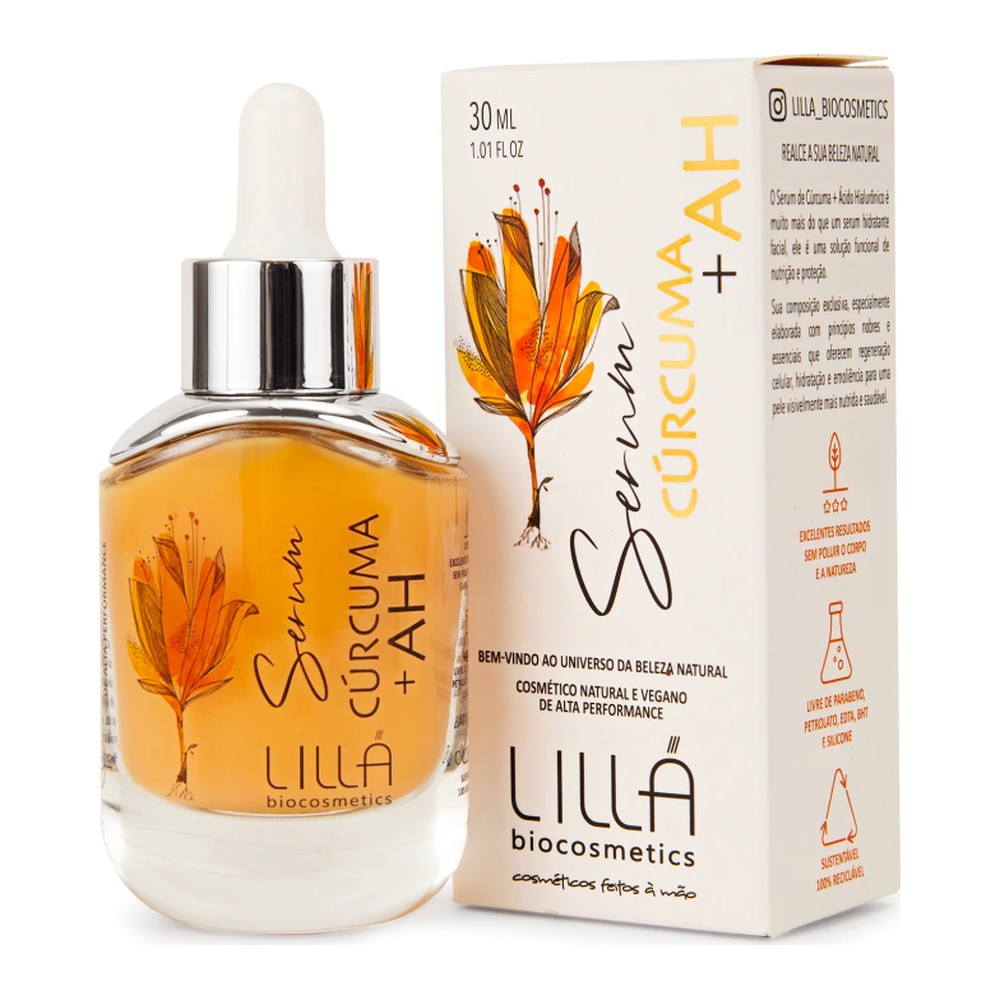 Serum
CÚRCUMA
+ AH
LILLÁ
biocosmetics
DE ALTA PERFORMANCE
30 ML
1.01 FL OZ
Serum
CÚRCUMA
+ AH
BEM-VINDO AO UNIVERSO DA BELEZA NATURAL
COSMÉTICO NATURAL E VEGANO
DE ALTA PERFORMANCE
LILLÁ
biocosmetics
cosméticos feitos à mão
LILLA_BIOCOSMETICS
REALCE A SUA BELEZA NATURAL
O Serum de Cúrcuma + Ácido Hialurônico é
muito mais do que um serum hidratante
facial, ele é uma solução funcional de
nutrição e proteção.
Sua composição exclusiva, especialmente
elaborada com princípios nobres e
essenciais que oferecem regeneração
celular, hidratação e emoliência para uma
pele visivelmente mais nutrida e saudável.
EXCELENTES RESULTADOS
SEM POLUIR O CORPO
E A NATUREZA
LIVRE DE PARABENO,
PETROLATO, EDTA, BHT
E SILICONE
SUSTENTÁVEL
100% RECICLÁVEL